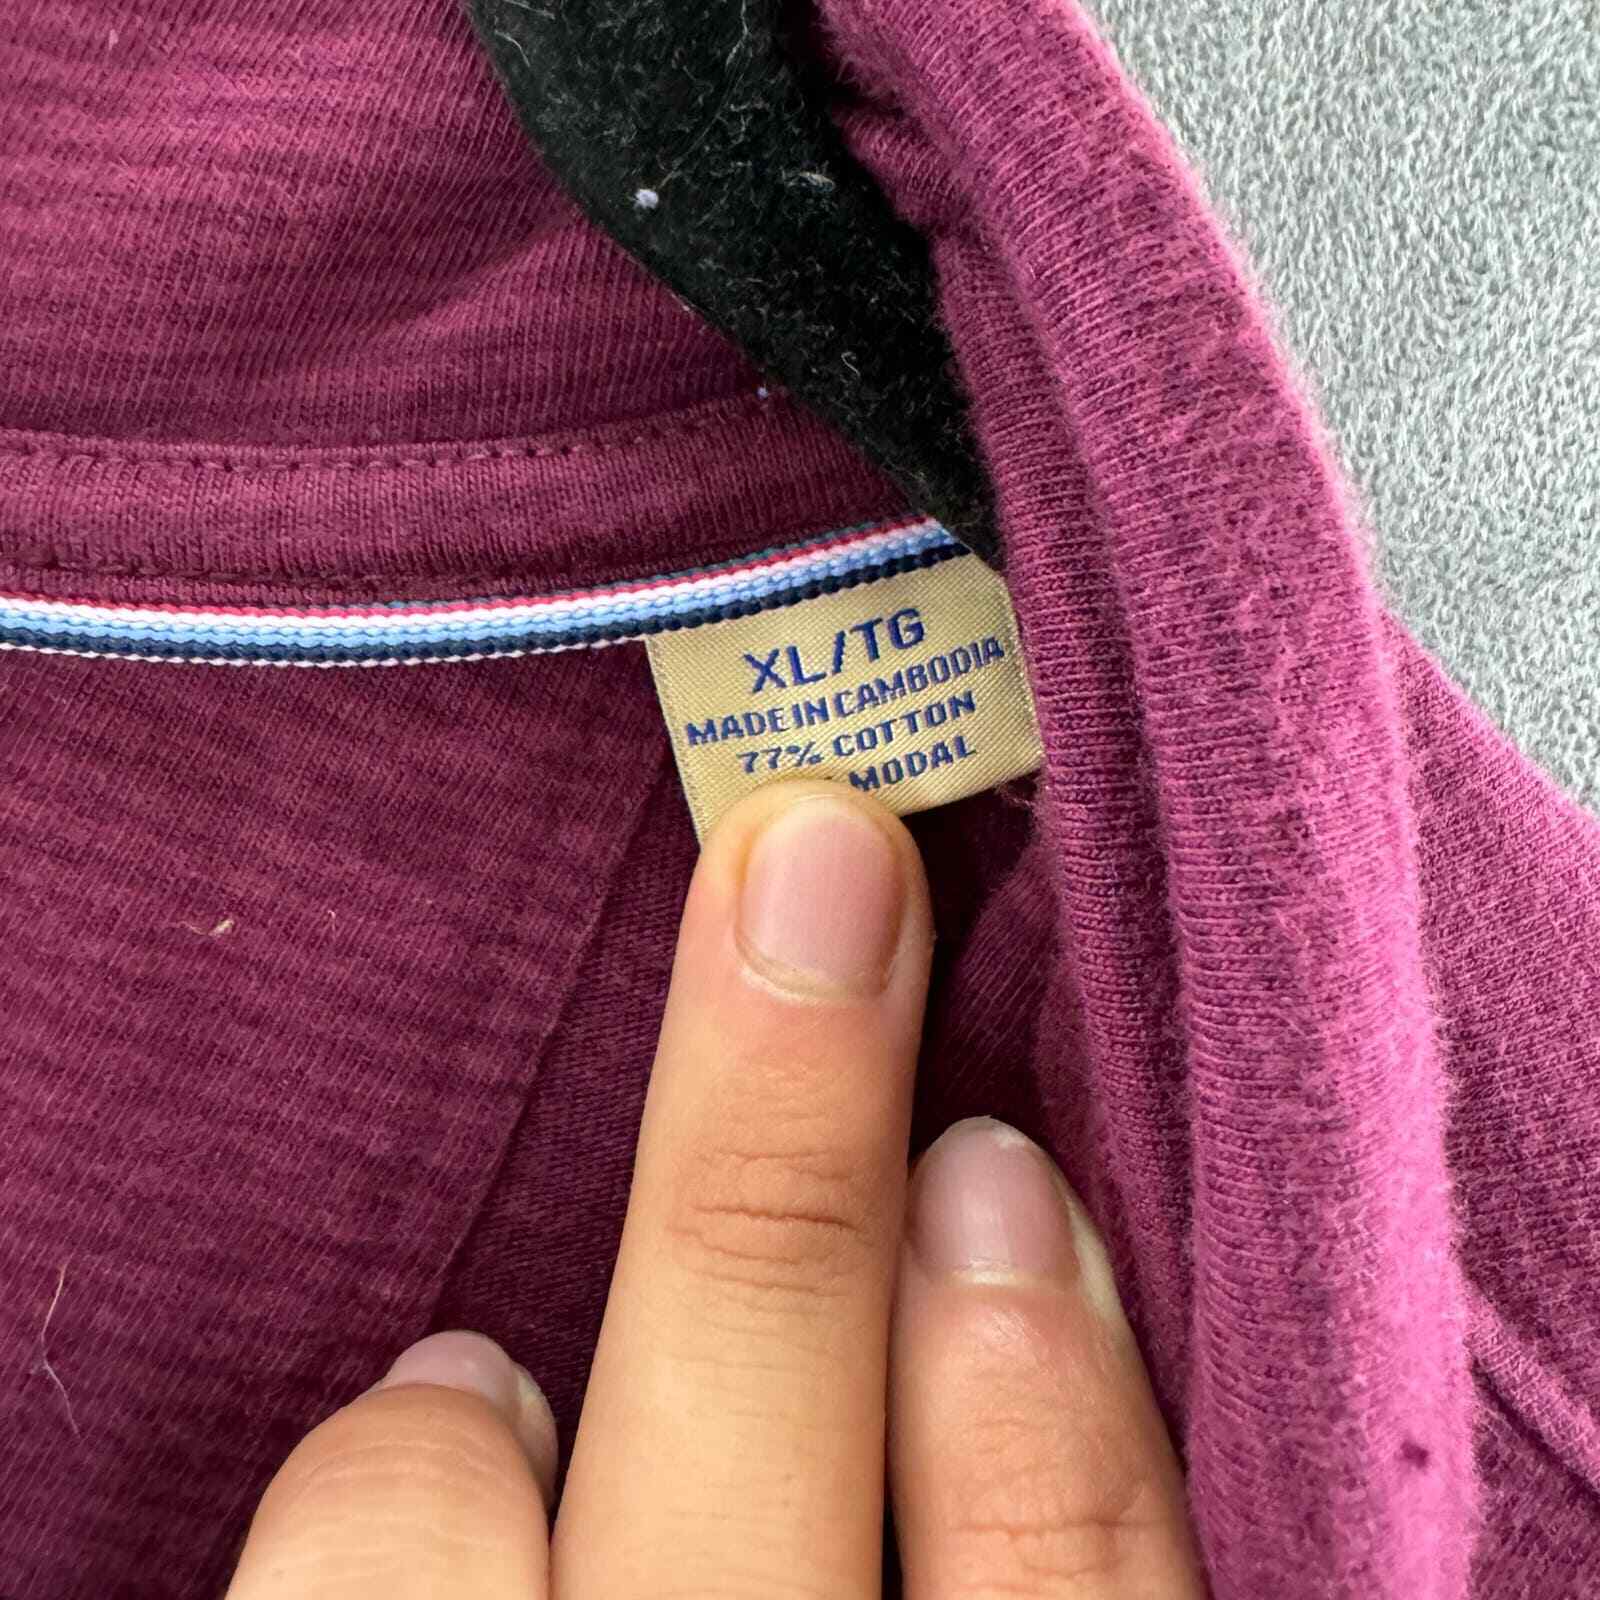 XL/TG
MADE IN CAMBODIA
77% COTTON
MODAL